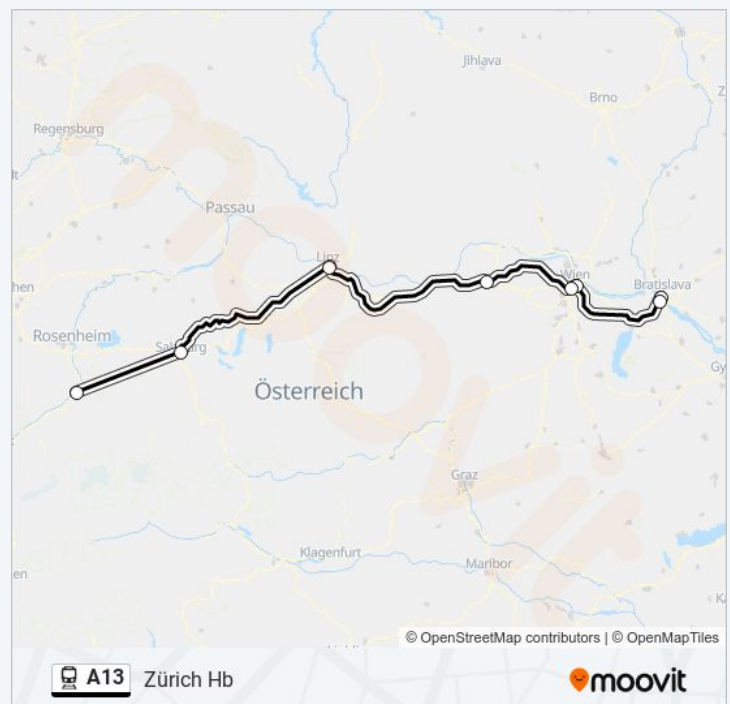 Jihlava
Brno
Regensburg
Passau
Linz
Wien
Bratislava
Rosenheim
Salzburg
Österreich
Graz
Klagenfurt
Maribor
moovit
© OpenStreetMap contributors | © OpenMapTiles
A13 Zürich Hb
moovit